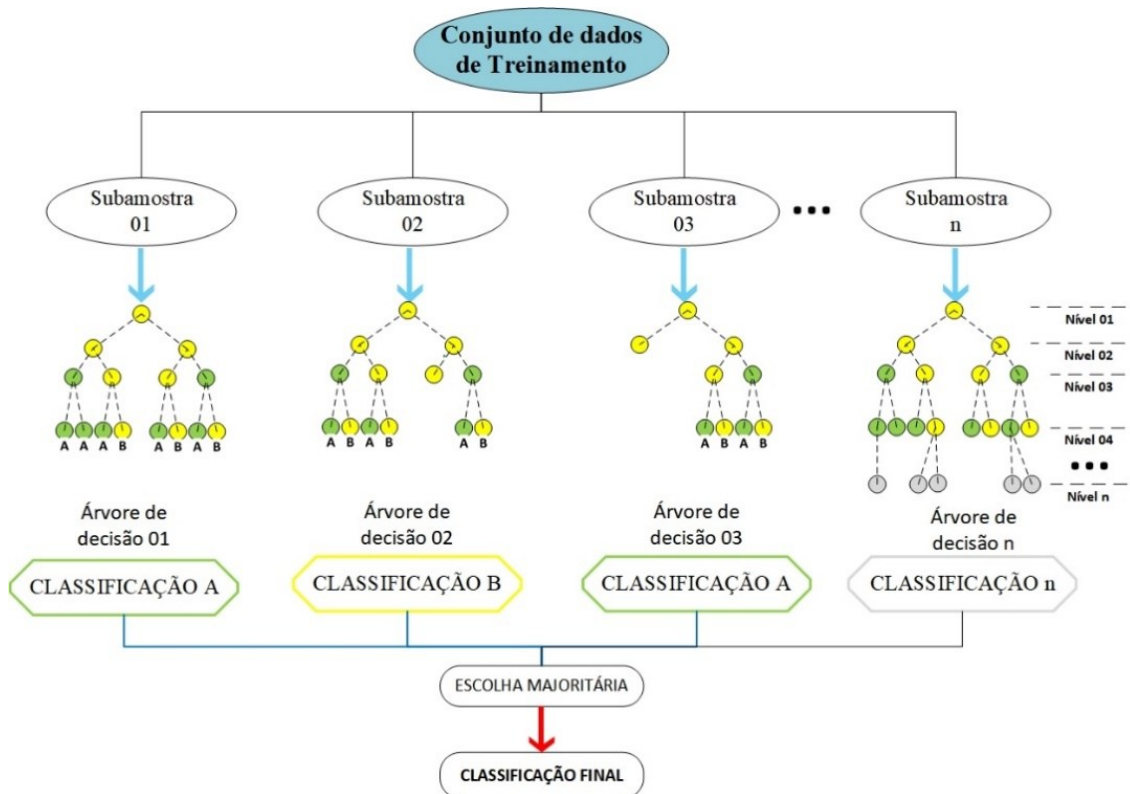 Conjunto de dados
de Treinamento
Subamostra
01
Subamostra
02
Subamostra
03
Subamostra
n
Nível 01
Nível 02
Nível 03
Nível 04
Nível n
A A A B A B A B
A B A B A B
A B A B
Árvore de
decisão 01
Árvore de
decisão 02
Árvore de
decisão 03
Árvore de
decisão n
CLASSIFICAÇÃO A
CLASSIFICAÇÃO B
CLASSIFICAÇÃO A
CLASSIFICAÇÃO n
ESCOLHA MAJORITÁRIA
CLASSIFICAÇÃO FINAL